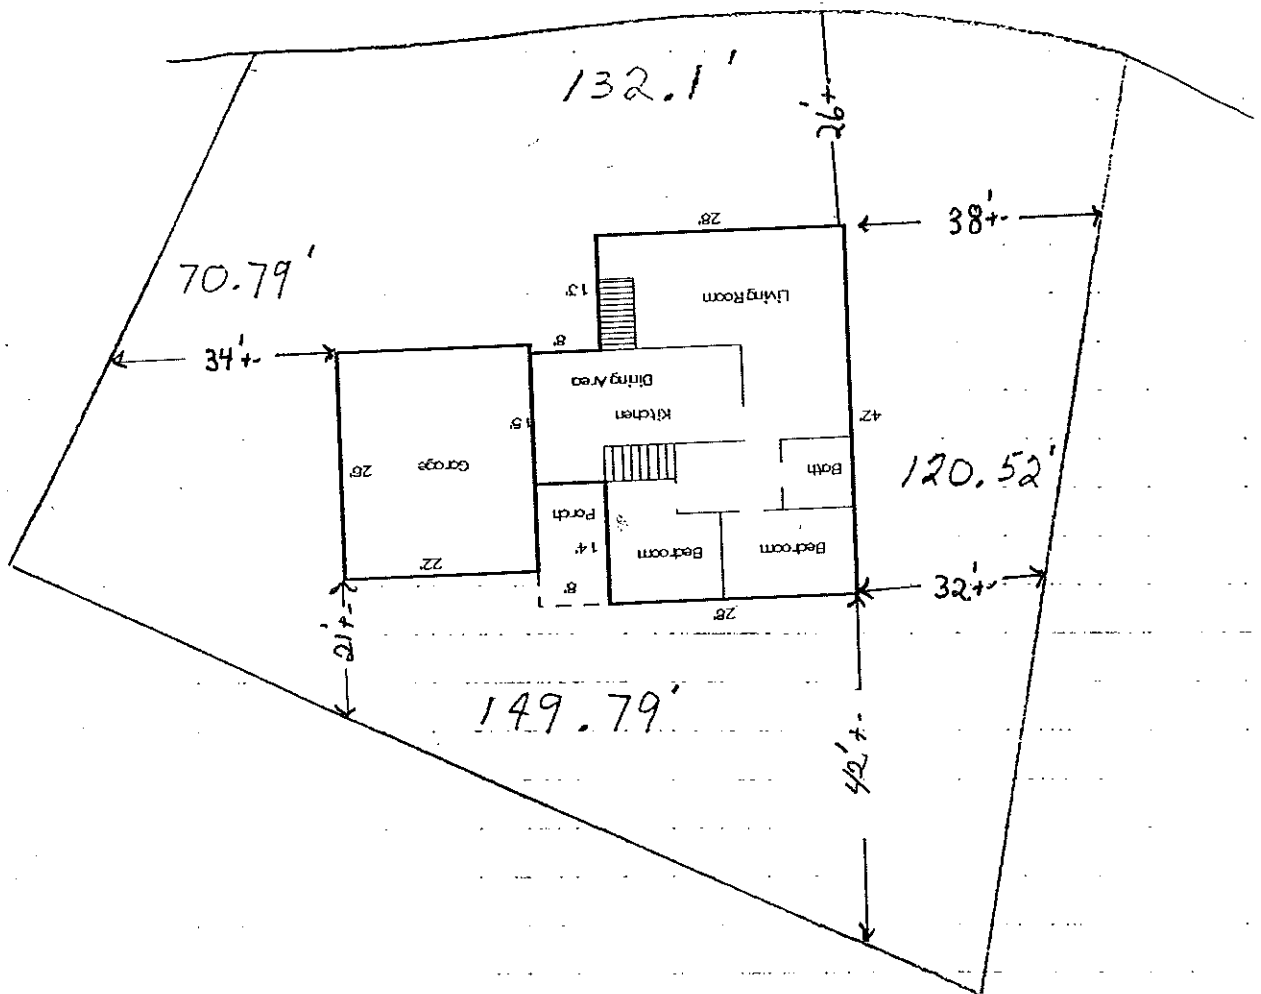 132.1'
26'+
28'
38'+-
70.79'
13'
Living Room
34'+-
8'
Dining Area
Kitchen
15'
42'
26'
Garage
Bath
120.52'
Porch
14'
Bedroom
Bedroom
22'
8'
28'
32'+-
21'+-
149.79'
42'+-